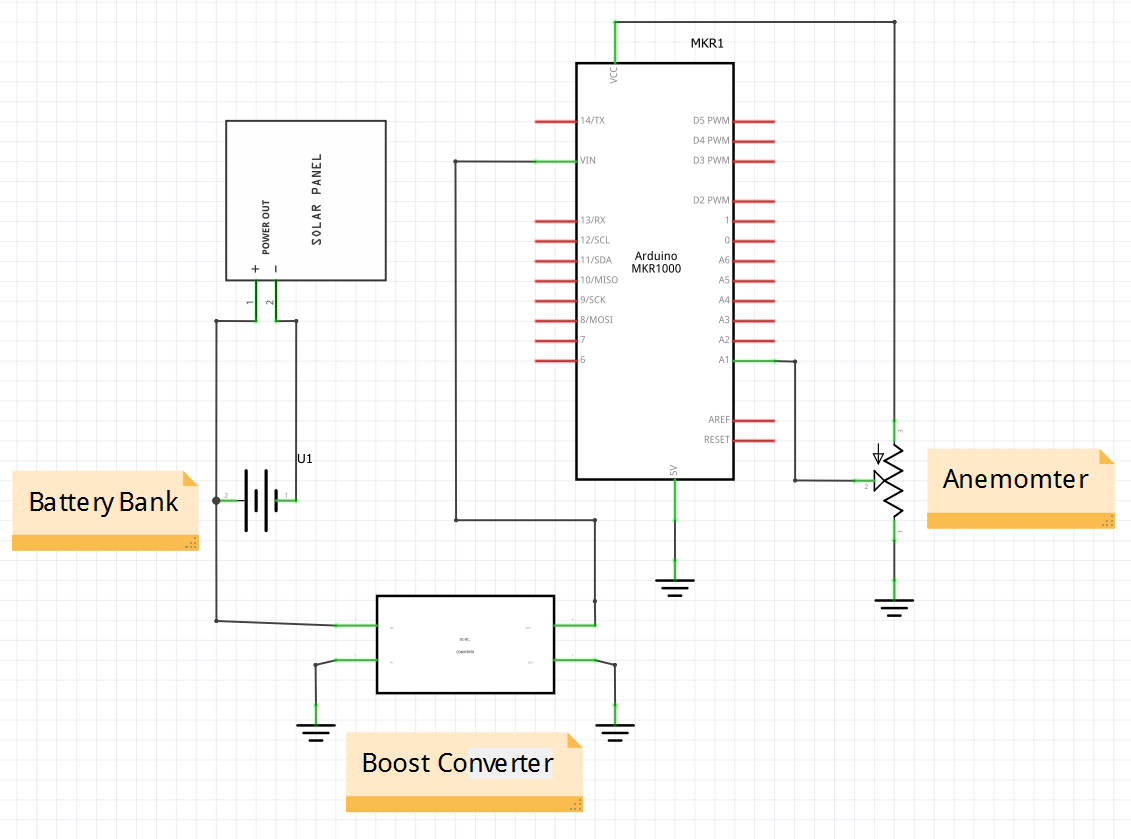 MKR1
VCC
14/TX
VIN
13/RX
12/SCL
11/SDA
10/MISO
9/SCK
8/MOSI
7
6
Arduino
MKR1000
D5 PWM
D4 PWM
D3 PWM
D2 PWM
1
0
A6
A5
A4
A3
A2
A1
AREF
RESET
5V
SOLAR PANEL
POWER OUT
+
−
1
2
U1
2
1
Battery Bank
3
2
1
Anemomter
DC-DC
CONVERTER
Boost Converter